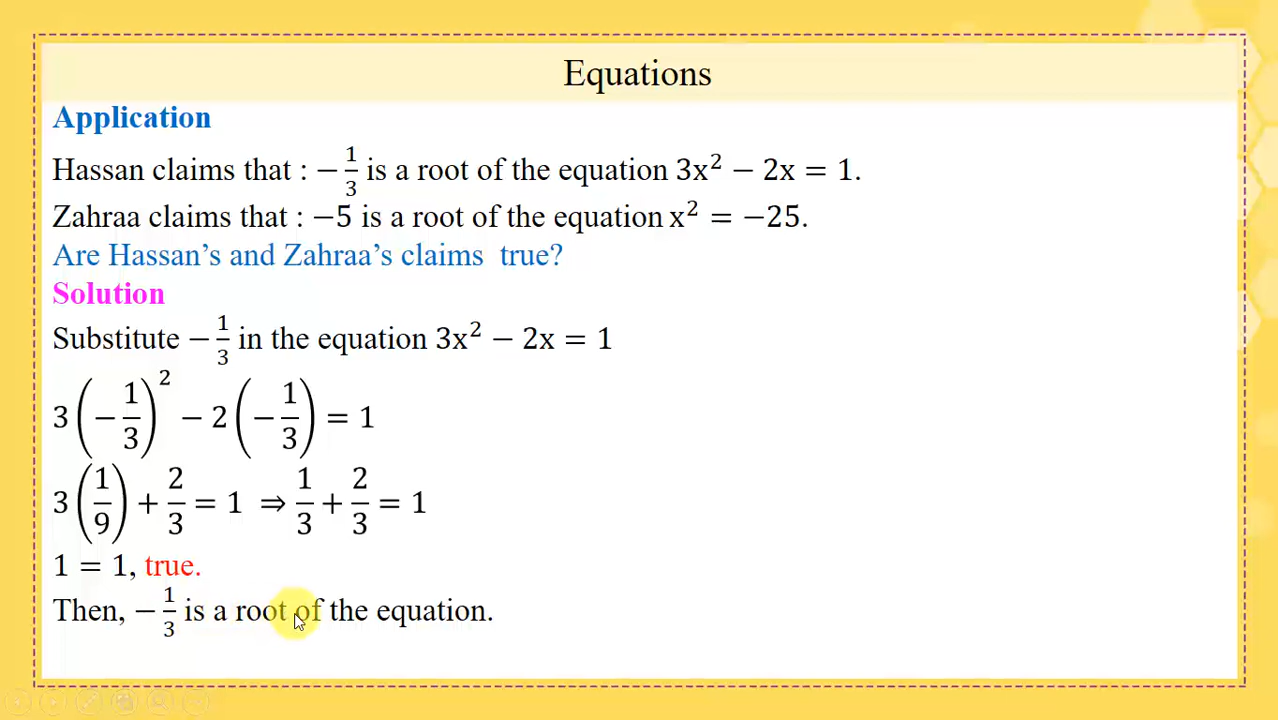 Equations
Application
Hassan claims that : −1/3 is a root of the equation 3x² − 2x = 1.
Zahraa claims that : −5 is a root of the equation x² = −25.
Are Hassan’s and Zahraa’s claims true?
Solution
Substitute −1/3 in the equation 3x² − 2x = 1
3(−1/3)² − 2(−1/3) = 1
3(1/9) + 2/3 = 1 ⇒ 1/3 + 2/3 = 1
1 = 1, true.
Then, −1/3 is a root of the equation.